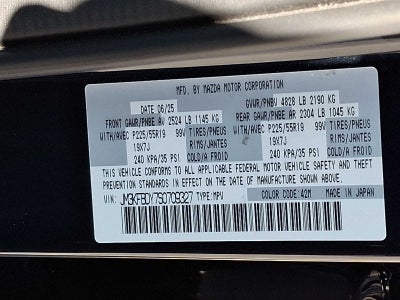 MFD. BY MAZDA MOTOR CORPORATION
DATE 06/25 GVWR/PNBV 4828 LB 2190 KG
FRONT GAWR/PNBE AV 2524 LB 1145 KG REAR GAWR/PNBE AR 2304 LB 1045 KG
WITH/AVEC P225/55R19 99V TIRES/PNEUS WITH/AVEC P225/55R19 99V TIRES/PNEUS
19X7J RIMS/JANTES 19X7J RIMS/JANTES
240 KPA/35 PSI COLD/A FROID 240 KPA/35 PSI COLD/A FROID
THIS VEHICLE CONFORMS TO ALL APPLICABLE FEDERAL MOTOR VEHICLE SAFETY AND THEFT
PREVENTION STANDARDS IN EFFECT ON THE DATE OF MANUFACTURE SHOWN ABOVE.
VIN: TYPE:MPV COLOR CODE:42M MADE IN JAPAN